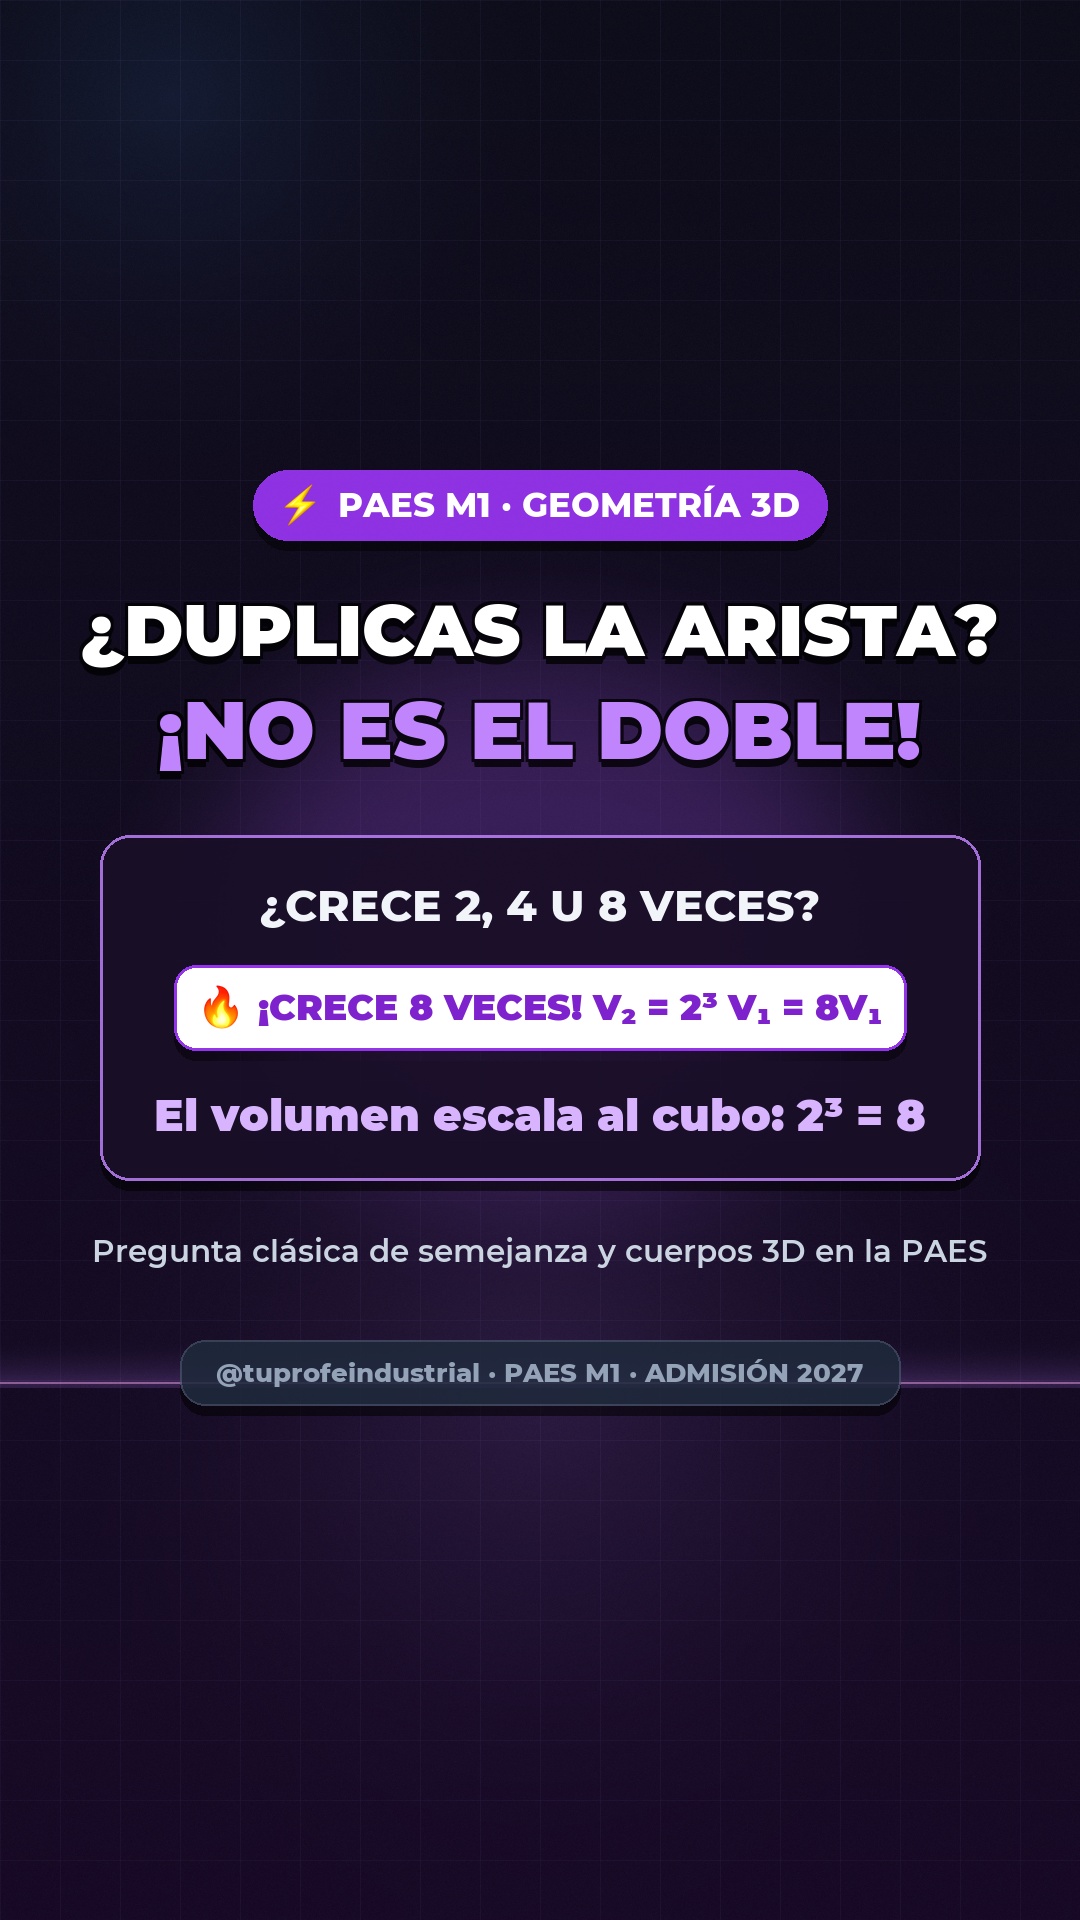 ⚡ PAES M1 · GEOMETRÍA 3D
¿DUPLICAS LA ARISTA?
¡NO ES EL DOBLE!
¿CRECE 2, 4 U 8 VECES?
🔥 ¡CRECE 8 VECES! V₂ = 2³ V₁ = 8V₁
El volumen escala al cubo: 2³ = 8
Pregunta clásica de semejanza y cuerpos 3D en la PAES
@tuprofeindustrial · PAES M1 · ADMISIÓN 2027